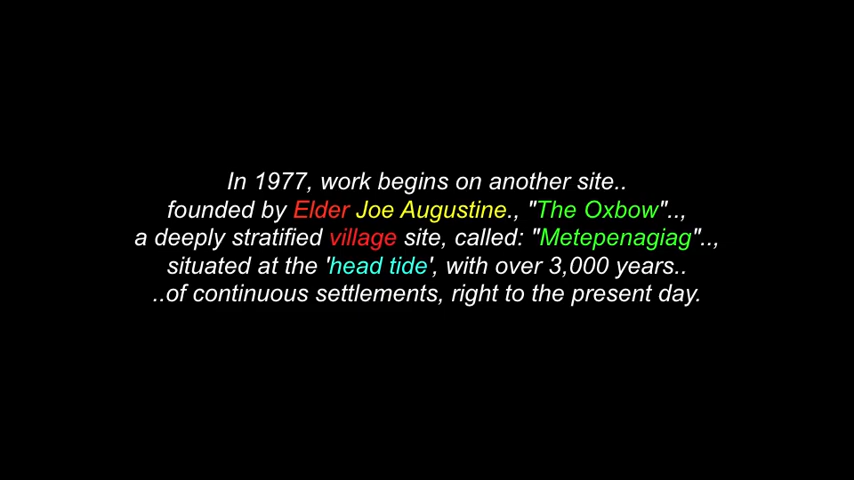 In 1977, work begins on another site..
founded by Elder Joe Augustine., "The Oxbow"..,
a deeply stratified village site, called: "Metepenagiag"..,
situated at the 'head tide', with over 3,000 years..
..of continuous settlements, right to the present day.